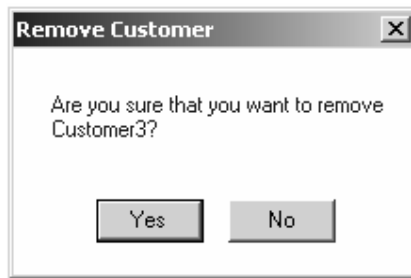 Remove Customer
Are you sure that you want to remove
Customer3?
Yes
No